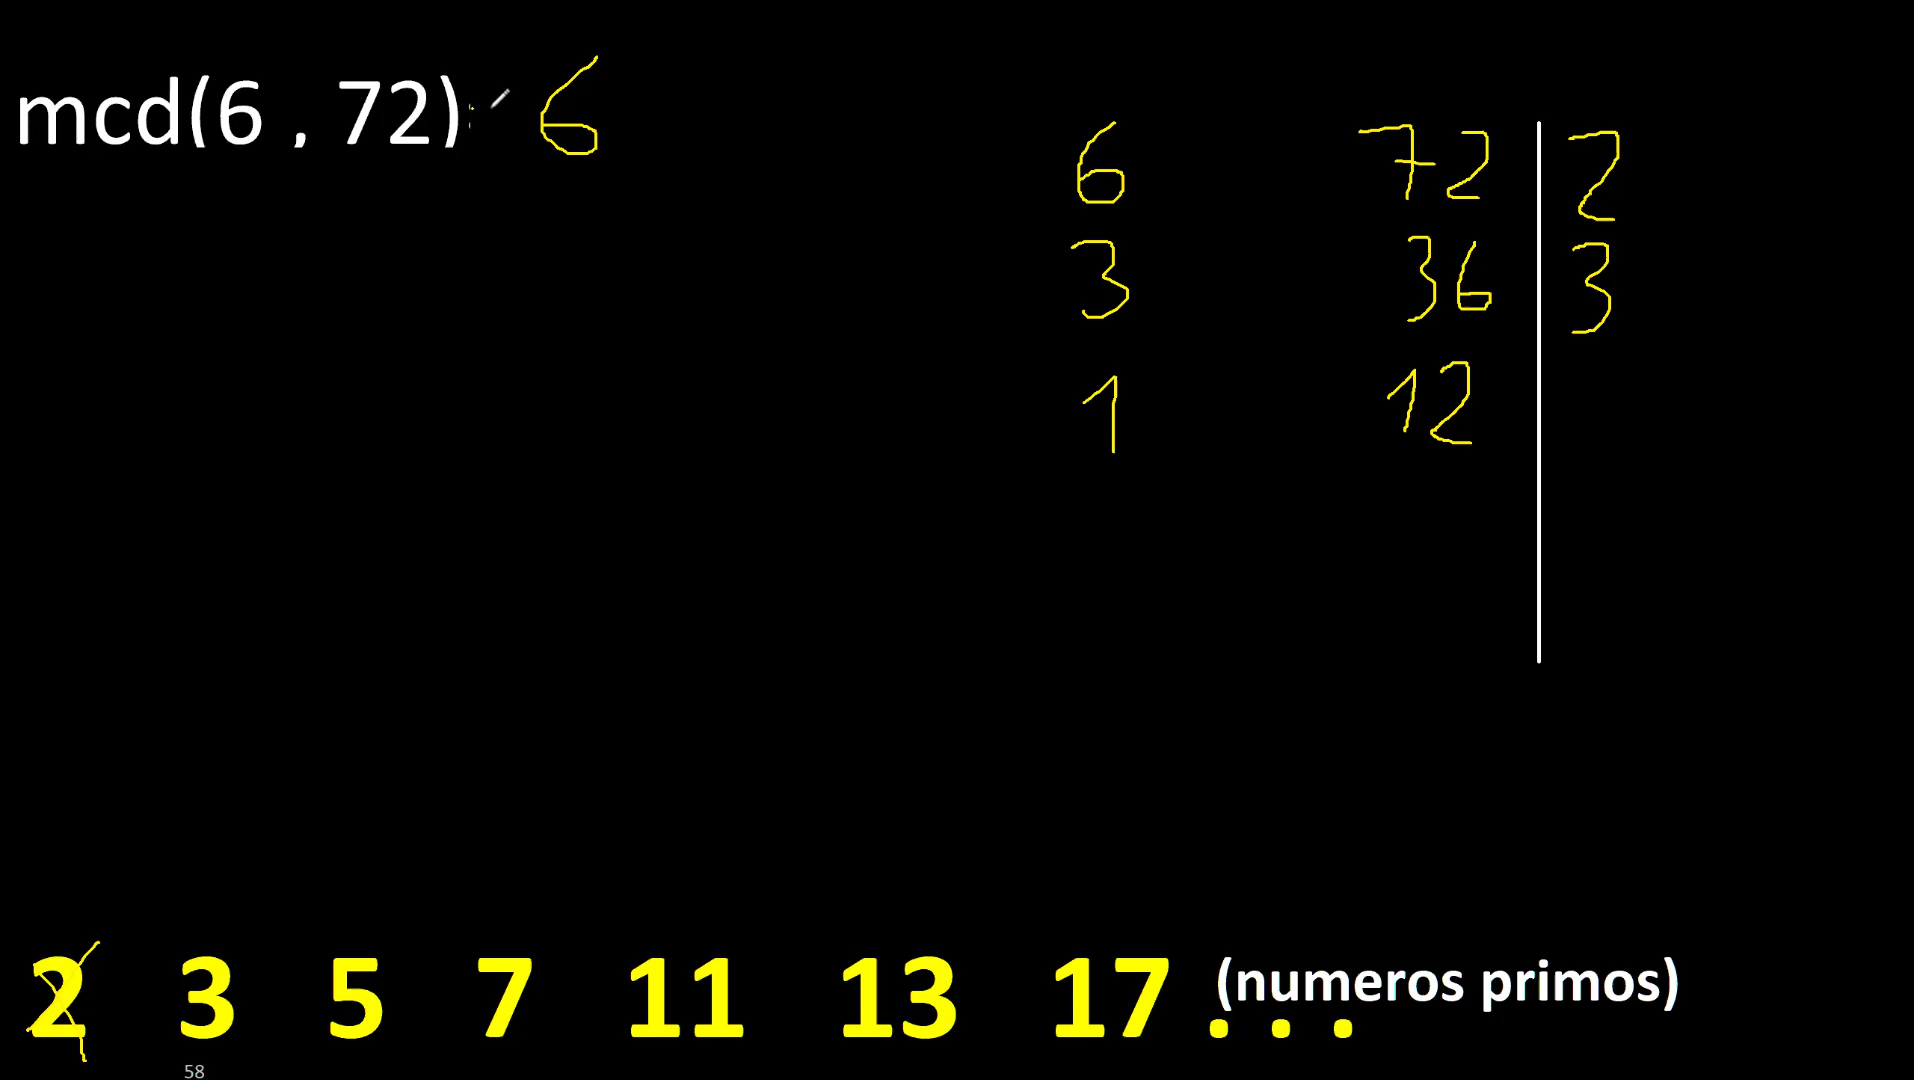 mcd(6 , 72) 6
6 72 2
3 36 3
1 12
2 3 5 7 11 13 17 . . . (numeros primos)
58